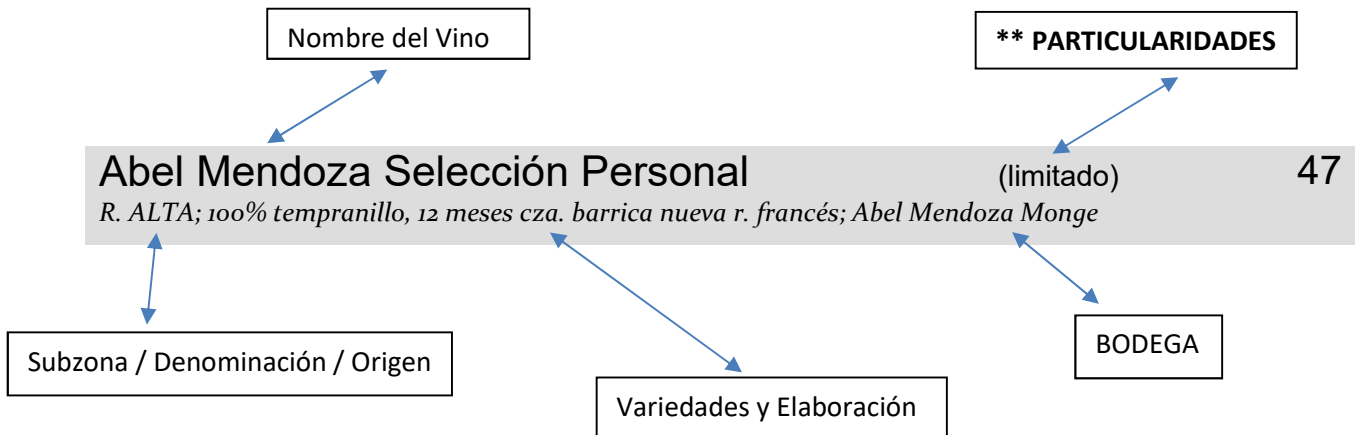 Nombre del Vino
** PARTICULARIDADES
Abel Mendoza Selección Personal (limitado) 47
R. ALTA; 100% tempranillo, 12 meses cza. barrica nueva r. francés; Abel Mendoza Monge
Subzona / Denominación / Origen
Variedades y Elaboración
BODEGA